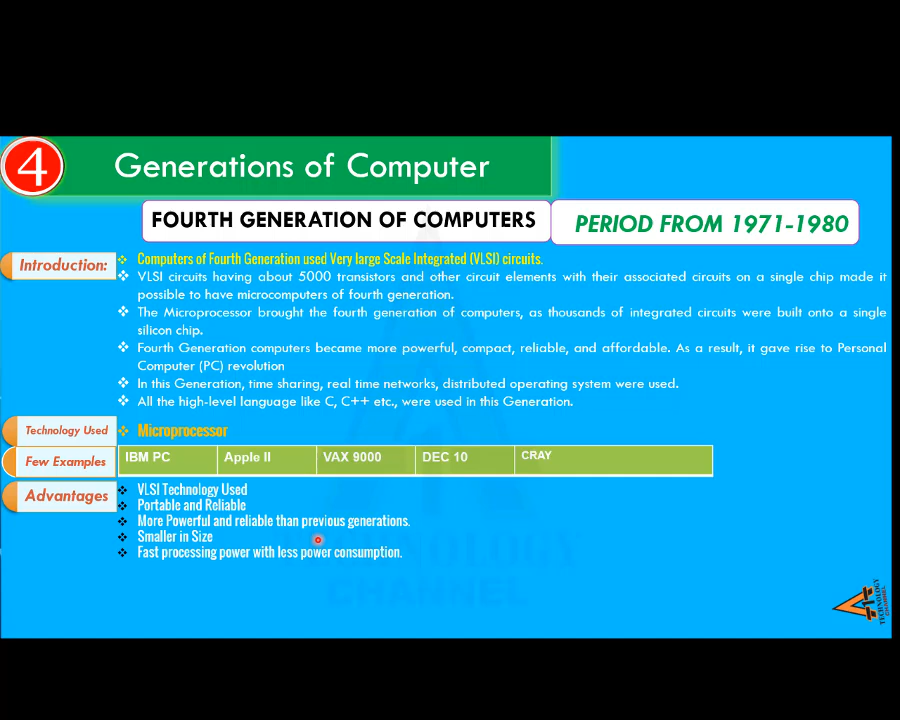 4
Generations of Computer
FOURTH GENERATION OF COMPUTERS
PERIOD FROM 1971-1980
Introduction:
Computers of Fourth Generation used Very large Scale Integrated (VLSI) circuits.
VLSI circuits having about 5000 transistors and other circuit elements with their associated circuits on a single chip made it
possible to have microcomputers of fourth generation.
The Microprocessor brought the fourth generation of computers, as thousands of integrated circuits were built onto a single
silicon chip.
Fourth Generation computers became more powerful, compact, reliable, and affordable. As a result, it gave rise to Personal
Computer (PC) revolution
In this Generation, time sharing, real time networks, distributed operating system were used.
All the high-level language like C, C++ etc., were used in this Generation.
Technology Used
Microprocessor
Few Examples
IBM PC Apple II VAX 9000 DEC 10 CRAY
Advantages
VLSI Technology Used
Portable and Reliable
More Powerful and reliable than previous generations.
Smaller in Size
Fast processing power with less power consumption.
TECHNOLOGY
CHANNEL
TECHNOLOGY
CHANNEL